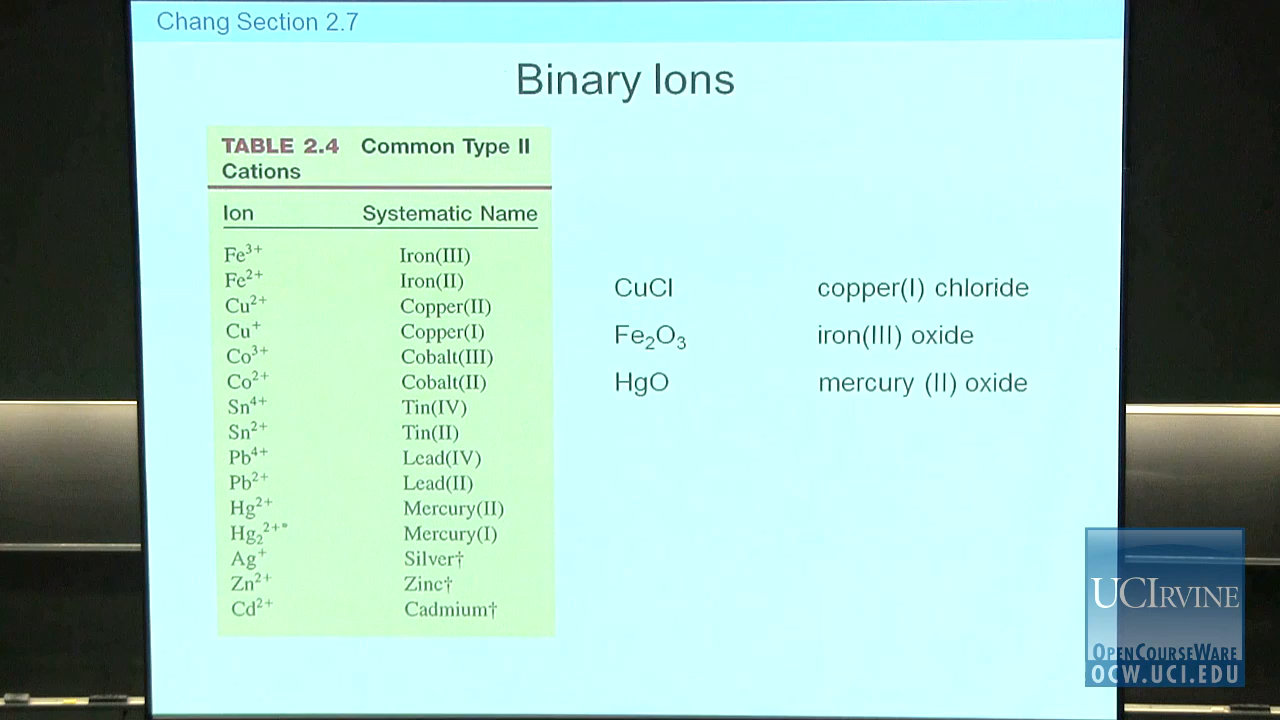 Chang Section 2.7
Binary Ions
TABLE 2.4 Common Type II
Cations
Ion Systematic Name
Fe³⁺ Iron(III)
Fe²⁺ Iron(II)
Cu²⁺ Copper(II)
Cu⁺ Copper(I)
Co³⁺ Cobalt(III)
Co²⁺ Cobalt(II)
Sn⁴⁺ Tin(IV)
Sn²⁺ Tin(II)
Pb⁴⁺ Lead(IV)
Pb²⁺ Lead(II)
Hg²⁺ Mercury(II)
Hg₂²⁺* Mercury(I)
Ag⁺ Silver†
Zn²⁺ Zinc†
Cd²⁺ Cadmium†
CuCl copper(I) chloride
Fe₂O₃ iron(III) oxide
HgO mercury (II) oxide
UCIRVINE
OPENCOURSEWARE
OCW.UCI.EDU